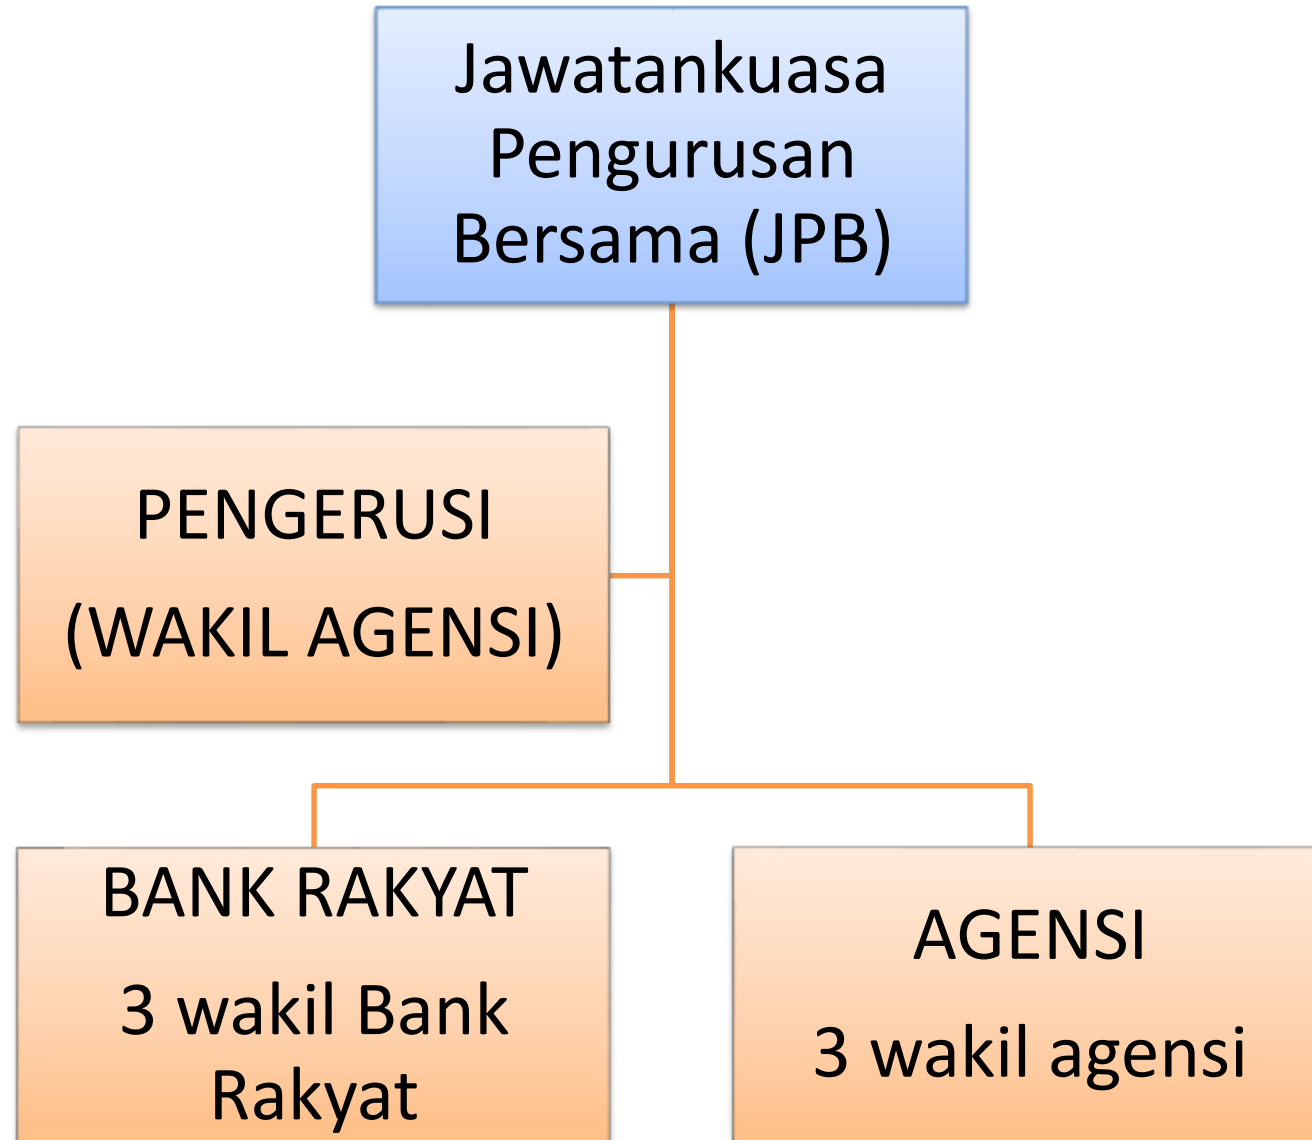 Jawatankuasa
Pengurusan
Bersama (JPB)
PENGERUSI
(WAKIL AGENSI)
BANK RAKYAT
3 wakil Bank
Rakyat
AGENSI
3 wakil agensi